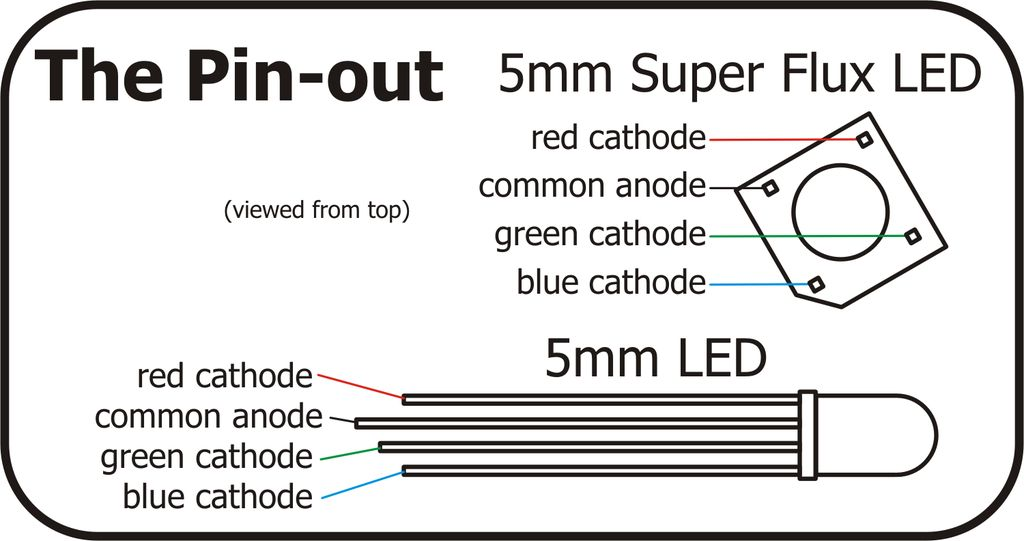 The Pin-out
5mm Super Flux LED
red cathode
common anode
(viewed from top)
green cathode
blue cathode
5mm LED
red cathode
common anode
green cathode
blue cathode